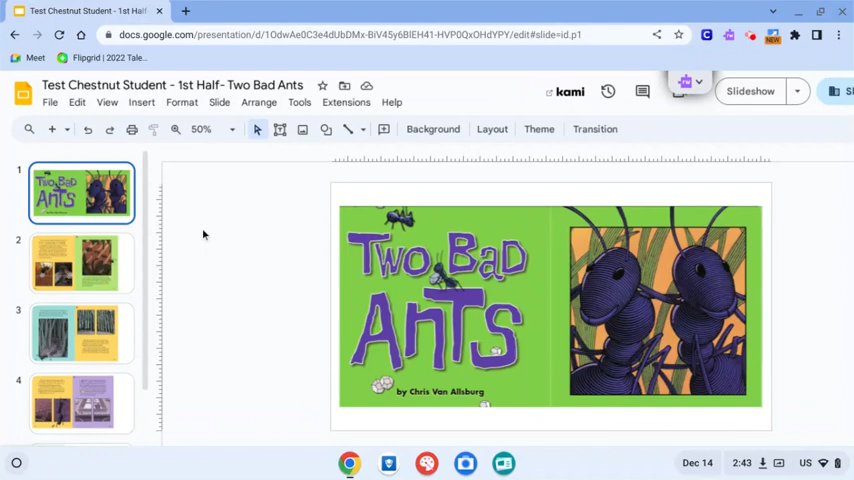 Test Chestnut Student - 1st Half-
docs.google.com/presentation/d/1OdwAe0C3e4dUbDMx-BiV45y6BlEH41-HVP0QxOdYPY/edit#slide=id.p1
NEW
Meet
Flipgrid | 2022 Tale...
Test Chestnut Student - 1st Half- Two Bad Ants
kami
Slideshow
File Edit View Insert Format Slide Arrange Tools Extensions Help
50%
Background Layout Theme Transition
1
TWO BAD
ANTS
2
3
4
TWO BAD
ANTS
by Chris Van Allsburg
Dec 14 2:43 US